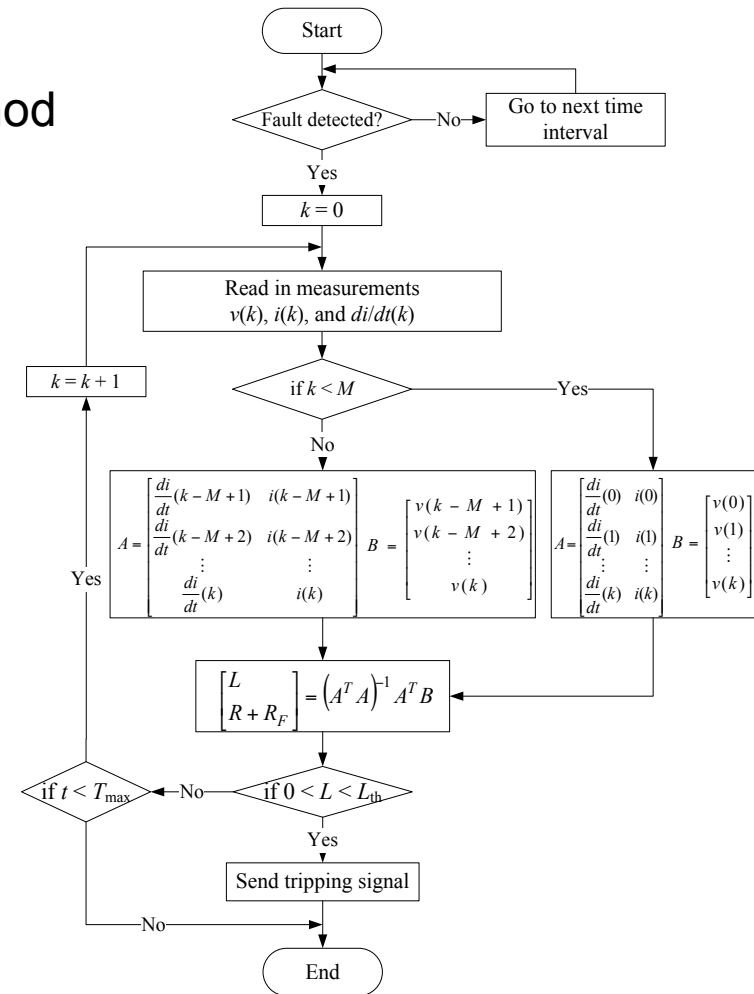 Start
od
Fault detected?
No
Go to next time
interval
Yes
k = 0
Read in measurements
v(k), i(k), and di/dt(k)
k = k + 1
if k < M
Yes
No
A = [di/dt(k − M + 1) i(k − M + 1)
di/dt(k − M + 2) i(k − M + 2)
⋮ ⋮
di/dt(k) i(k)]
B = [v(k − M + 1)
v(k − M + 2)
⋮
v(k)]
A = [di/dt(0) i(0)
di/dt(1) i(1)
⋮ ⋮
di/dt(k) i(k)]
B = [v(0)
v(1)
⋮
v(k)]
Yes
[L
R + R_F] = (A^T A)^−1 A^T B
if t < T_max
No
if 0 < L < L_th
Yes
Send tripping signal
No
End